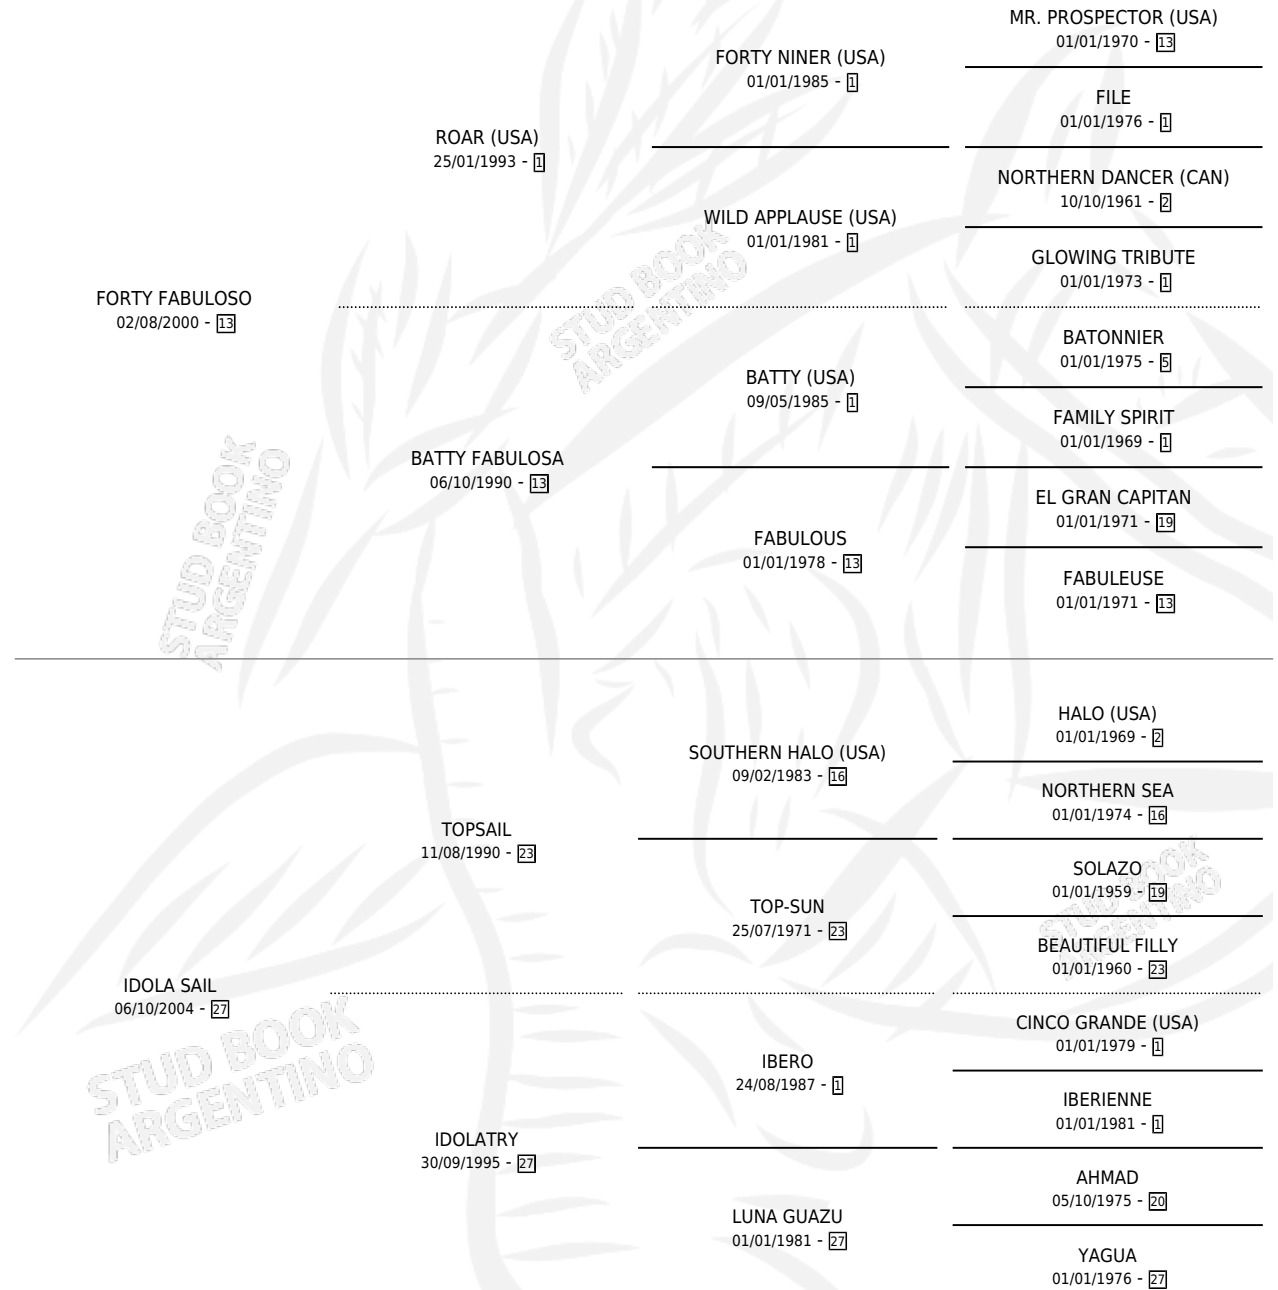 MR. PROSPECTOR (USA)
01/01/1970 - 13
FORTY NINER (USA)
01/01/1985 - 1
FILE
01/01/1976 - 1
ROAR (USA)
25/01/1993 - 1
NORTHERN DANCER (CAN)
10/10/1961 - 2
WILD APPLAUSE (USA)
01/01/1981 - 1
GLOWING TRIBUTE
01/01/1973 - 1
FORTY FABULOSO
02/08/2000 - 13
BATONNIER
01/01/1975 - 5
BATTY (USA)
09/05/1985 - 1
FAMILY SPIRIT
01/01/1969 - 1
BATTY FABULOSA
06/10/1990 - 13
EL GRAN CAPITAN
01/01/1971 - 19
FABULOUS
01/01/1978 - 13
FABULEUSE
01/01/1971 - 13
HALO (USA)
01/01/1969 - 2
SOUTHERN HALO (USA)
09/02/1983 - 16
NORTHERN SEA
01/01/1974 - 16
TOPSAIL
11/08/1990 - 23
SOLAZO
01/01/1959 - 19
TOP-SUN
25/07/1971 - 23
BEAUTIFUL FILLY
01/01/1960 - 23
IDOLA SAIL
06/10/2004 - 27
CINCO GRANDE (USA)
01/01/1979 - 1
IBERO
24/08/1987 - 1
IBERIENNE
01/01/1981 - 1
IDOLATRY
30/09/1995 - 27
AHMAD
05/10/1975 - 20
LUNA GUAZU
01/01/1981 - 27
YAGUA
01/01/1976 - 27
STUD BOOK
ARGENTINO
STUD BOOK
ARGENTINO
STUD BOOK
ARGENTINO
STUD BOOK
ARGENTINO